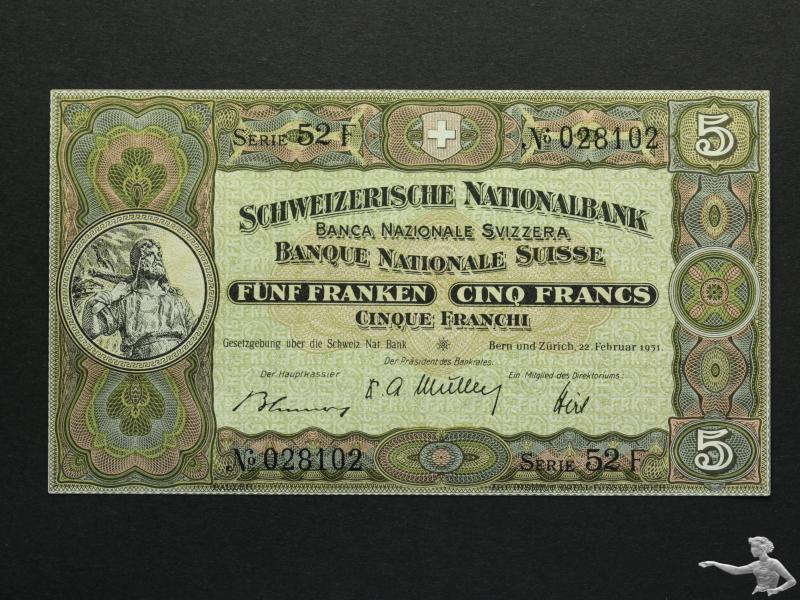 SERIE 52 F No 028102 5
SCHWEIZERISCHE NATIONALBANK
BANCA NAZIONALE SVIZZERA
BANQUE NATIONALE SUISSE
FÜNF FRANKEN CINQ FRANCS
CINQUE FRANCHI
Gesetzgebung über die Schweiz. Nat. Bank Bern und Zürich, 22. Februar 1951.
Der Präsident des Bankrates:
Der Hauptkassier Ein Mitglied des Direktoriums:
No 028102 SERIE 52 F 5